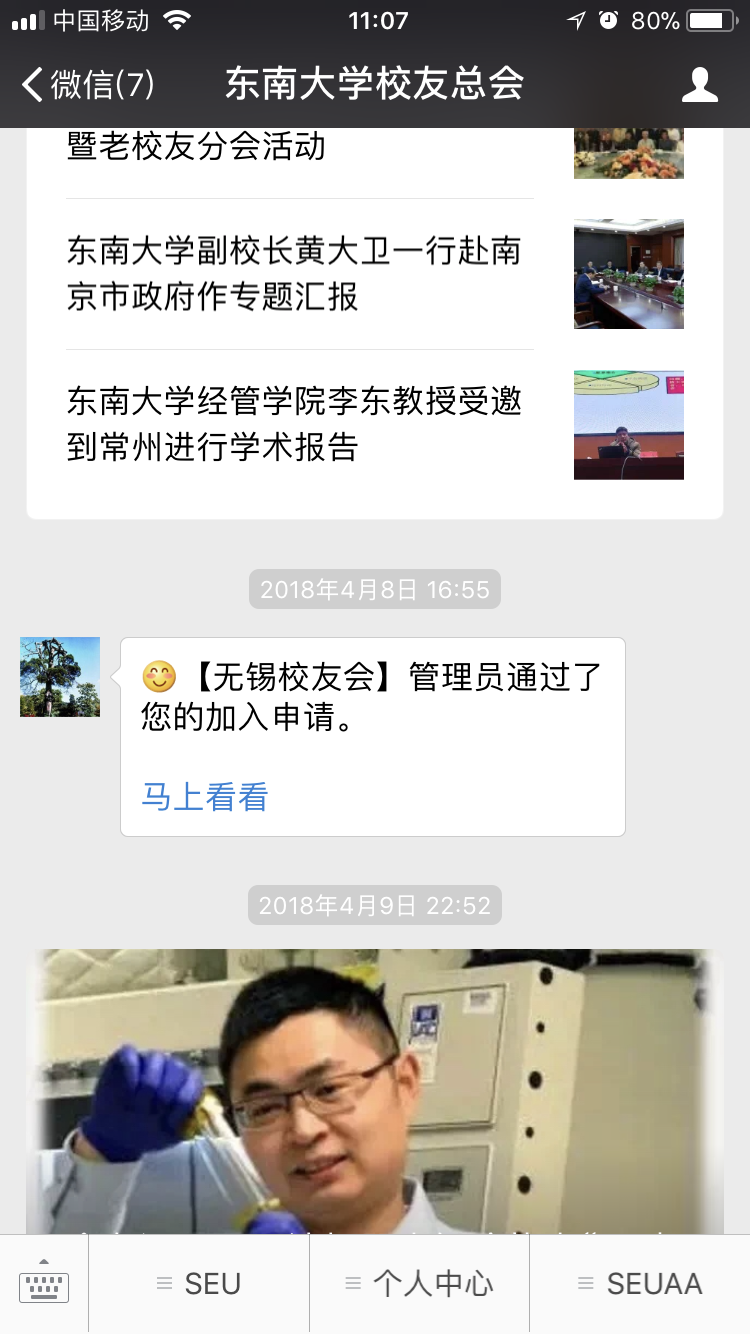 中国移动 11:07 80%
微信(7) 东南大学校友总会
暨老校友分会活动
东南大学副校长黄大卫一行赴南
京市政府作专题汇报
东南大学经管学院李东教授受邀
到常州进行学术报告
2018年4月8日 16:55
😊【无锡校友会】管理员通过了
您的加入申请。
马上看看
2018年4月9日 22:52
SEU 个人中心 SEUAA